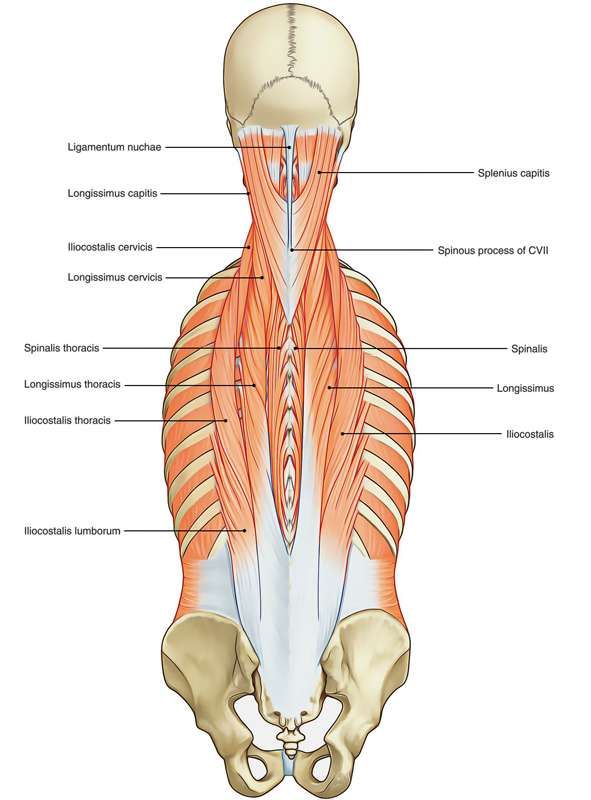 Ligamentum nuchae
Splenius capitis
Longissimus capitis
Iliocostalis cervicis
Spinous process of CVII
Longissimus cervicis
Spinalis thoracis
Spinalis
Longissimus thoracis
Longissimus
Iliocostalis thoracis
Iliocostalis
Iliocostalis lumborum